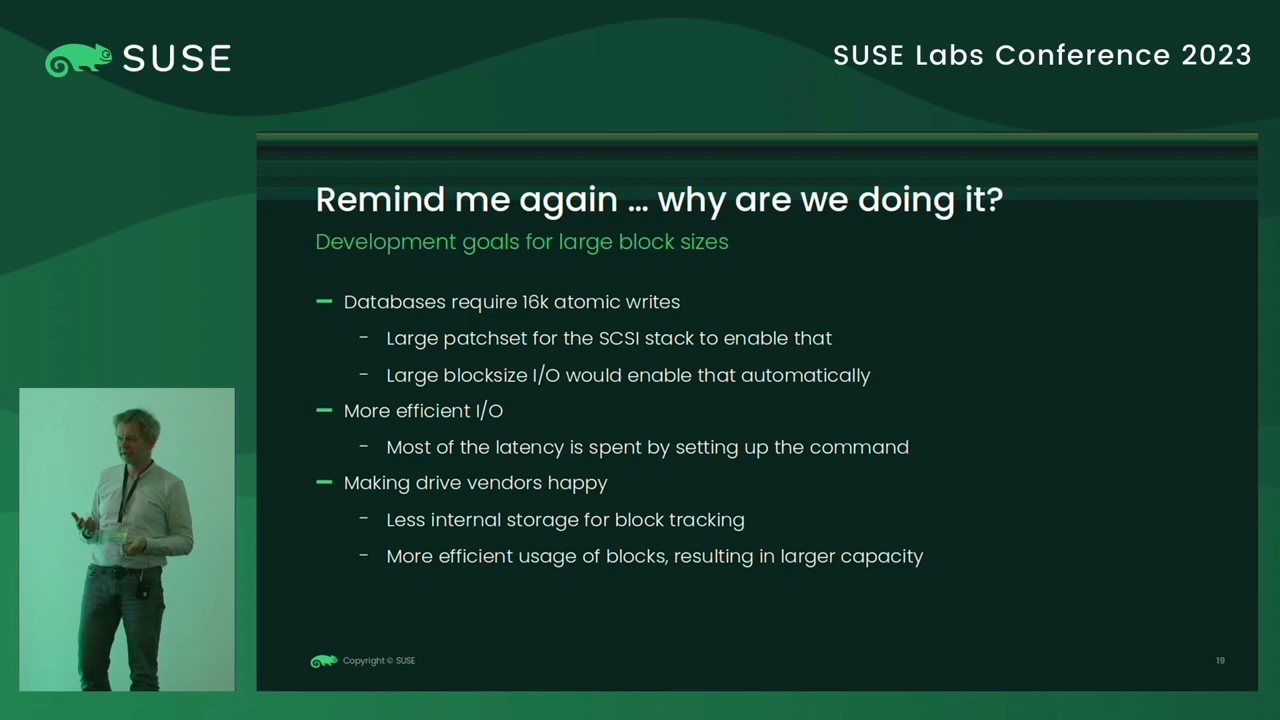 SUSE
SUSE Labs Conference 2023
Remind me again ... why are we doing it?
Development goals for large block sizes
Databases require 16k atomic writes
- Large patchset for the SCSI stack to enable that
- Large blocksize I/O would enable that automatically
More efficient I/O
- Most of the latency is spent by setting up the command
Making drive vendors happy
- Less internal storage for block tracking
- More efficient usage of blocks, resulting in larger capacity
Copyright © SUSE
19